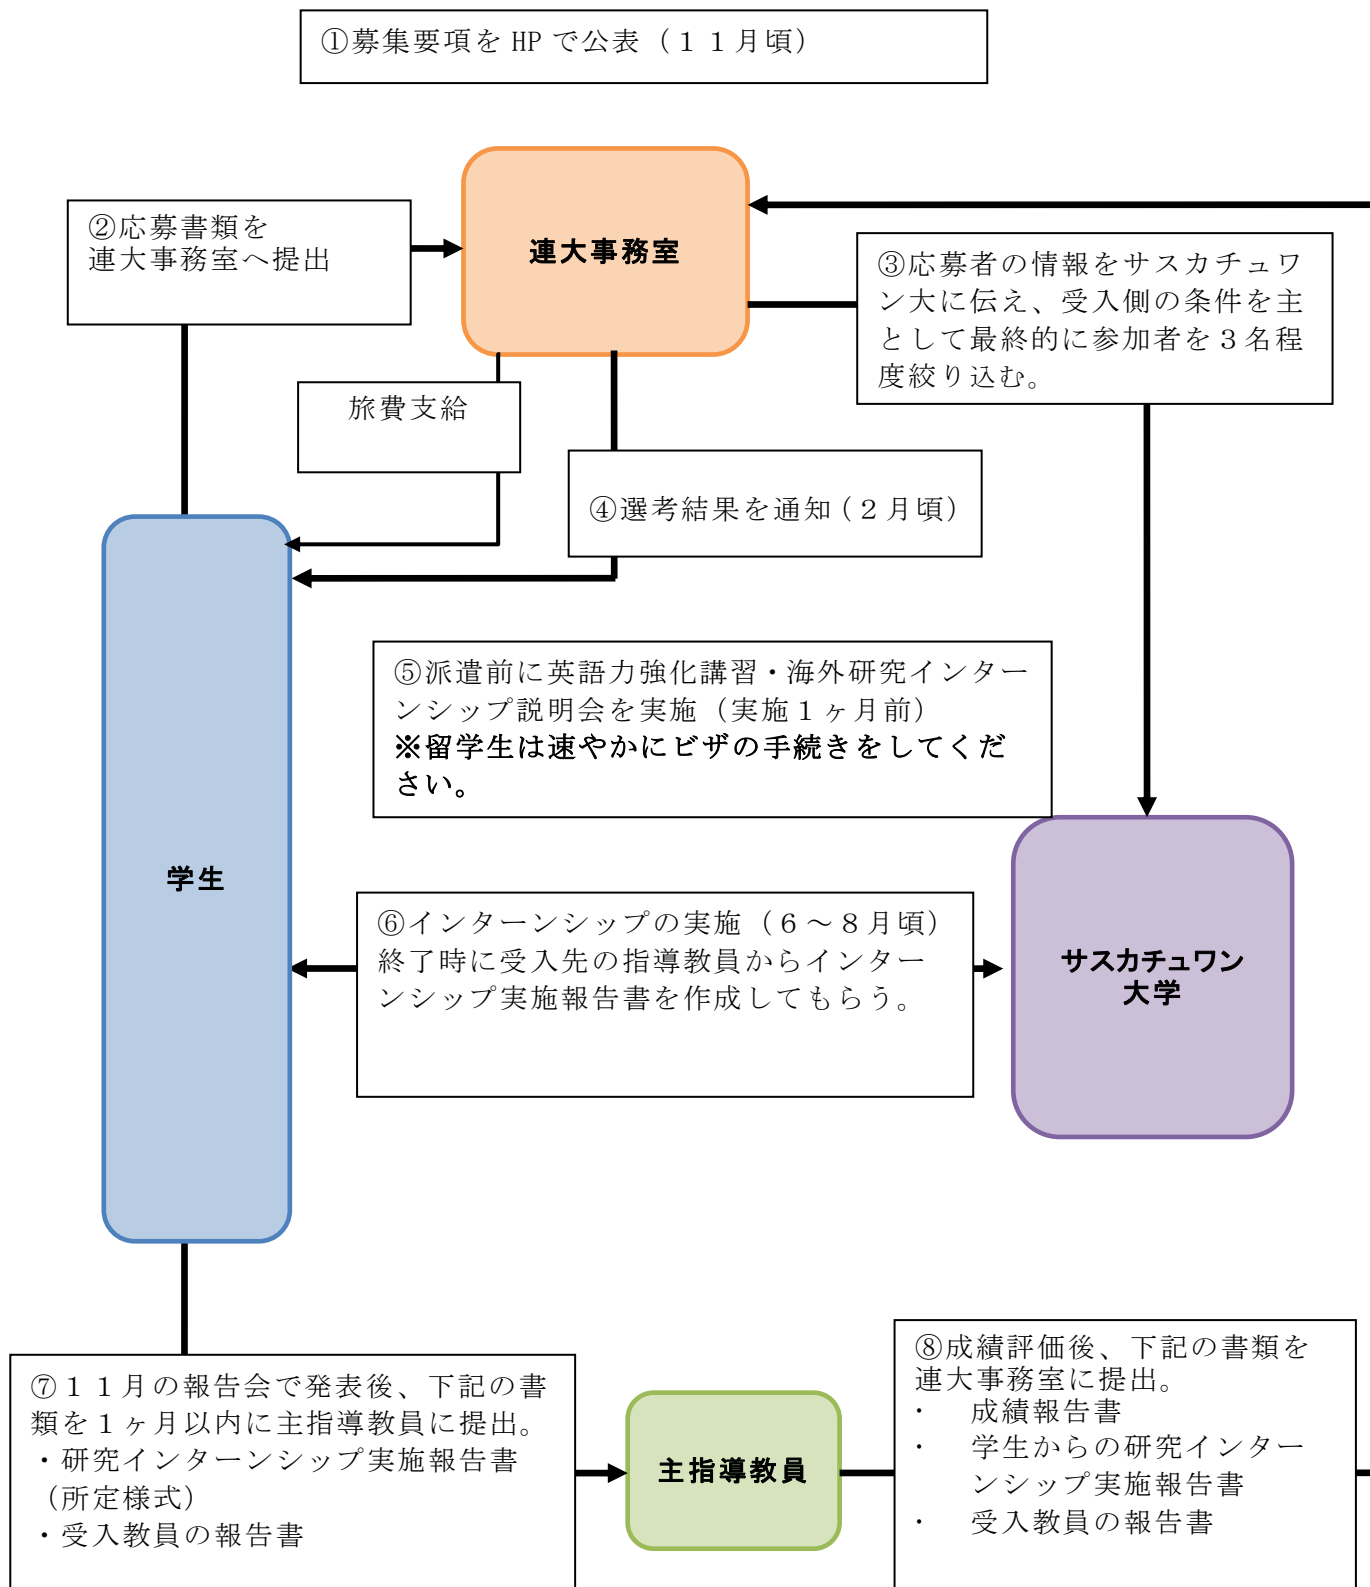 ①募集要項を HP で公表（１１月頃）
②応募書類を
連大事務室へ提出
連大事務室
③応募者の情報をサスカチュワ
ン大に伝え、受入側の条件を主
として最終的に参加者を３名程
度絞り込む。
旅費支給
④選考結果を通知（２月頃）
⑤派遣前に英語力強化講習・海外研究インター
ンシップ説明会を実施（実施１ヶ月前）
※留学生は速やかにビザの手続きをしてくだ
さい。
学生
⑥インターンシップの実施（６～８月頃）
終了時に受入先の指導教員からインター
ンシップ実施報告書を作成してもらう。
サスカチュワン
大学
⑦１１月の報告会で発表後、下記の書
類を１ヶ月以内に主指導教員に提出。
・研究インターンシップ実施報告書
（所定様式）
・受入教員の報告書
主指導教員
⑧成績評価後、下記の書類を
連大事務室に提出。
・　成績報告書
・　学生からの研究インター
ンシップ実施報告書
・　受入教員の報告書